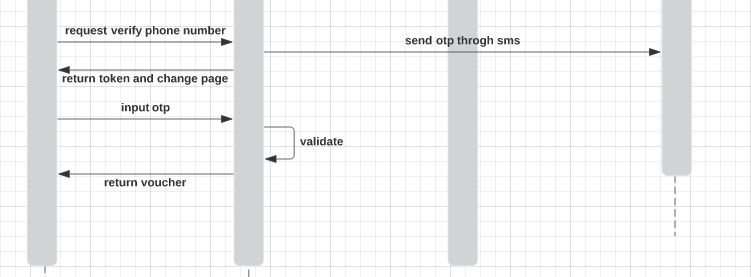 request verify phone number
send otp throgh sms
return token and change page
input otp
validate
return voucher